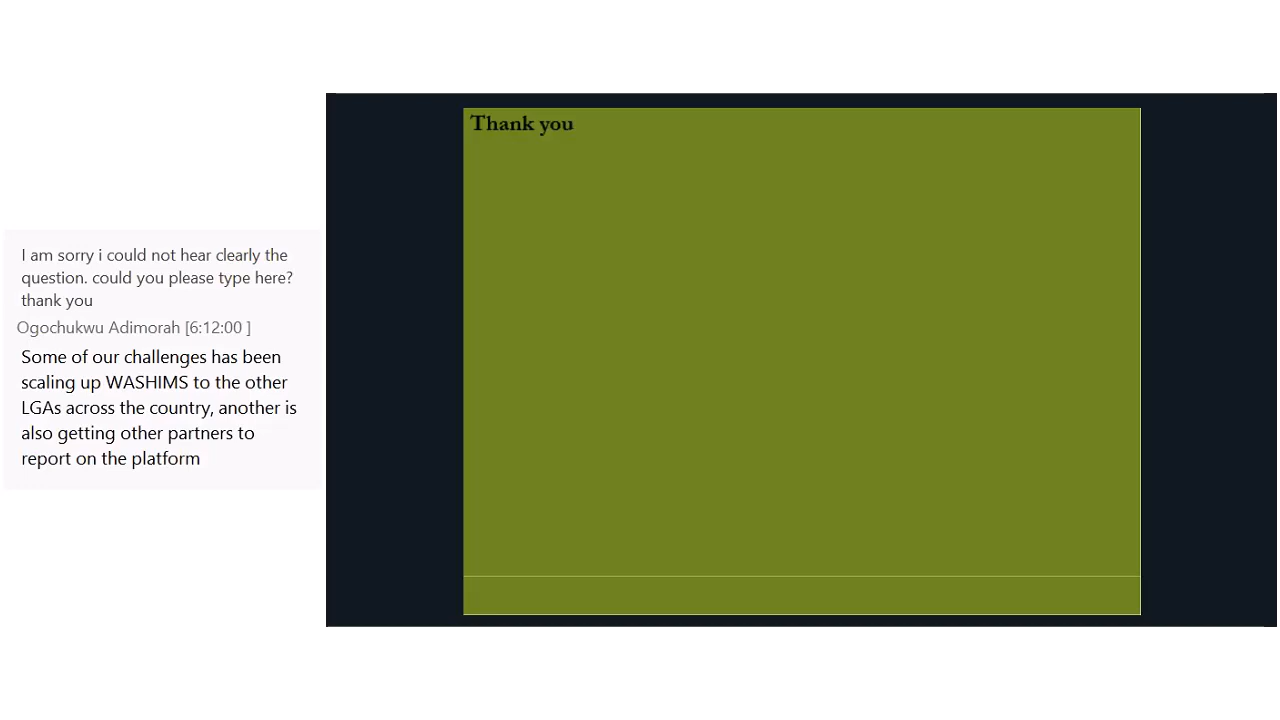 I am sorry i could not hear clearly the
question. could you please type here?
thank you
Ogochukwu Adimorah [6:12:00 ]
Some of our challenges has been
scaling up WASHIMS to the other
LGAs across the country, another is
also getting other partners to
report on the platform
Thank you